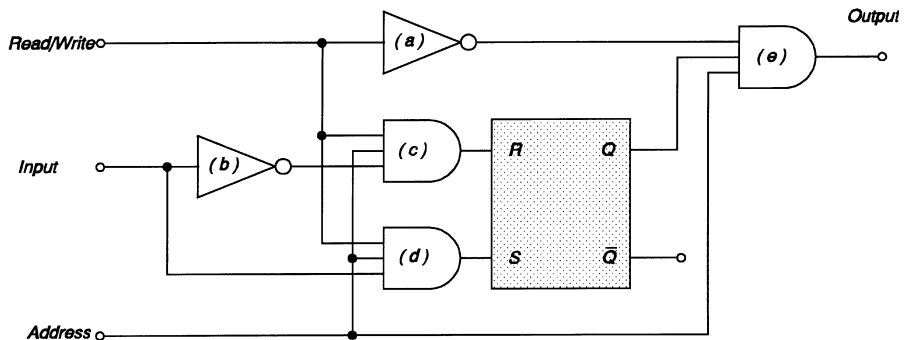 Output
Read/Write
(a)
(e)
(c)
R
Q
Input
(b)
(d)
S
Q̅
Address